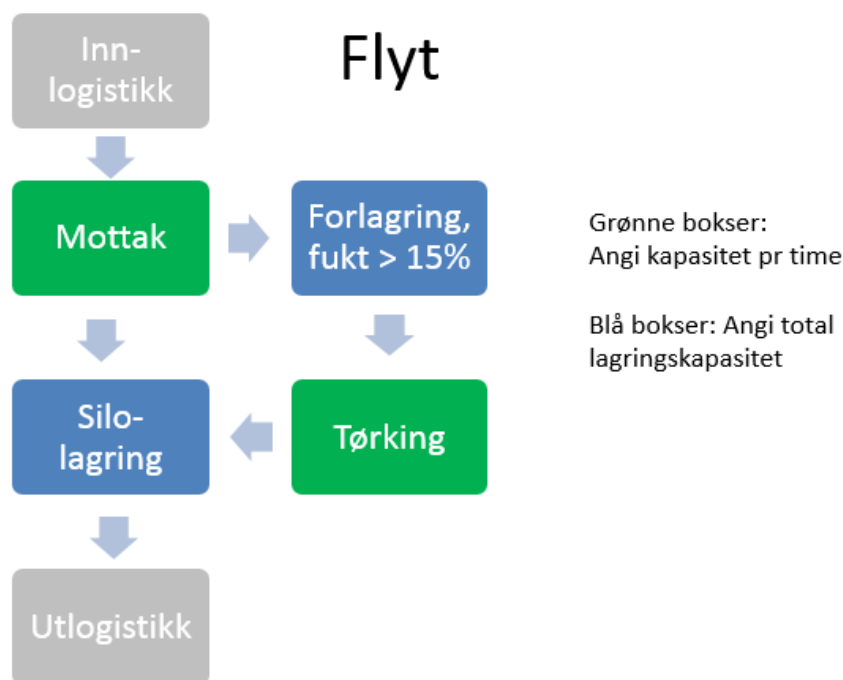 Flyt
Inn-
logistikk
Mottak
Forlagring,
fukt > 15%
Grønne bokser:
Angi kapasitet pr time
Blå bokser: Angi total
lagringskapasitet
Silo-
lagring
Tørking
Utlogistikk